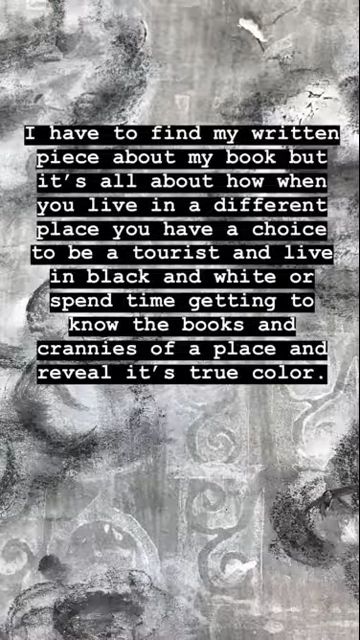 I have to find my written
piece about my book but
it's all about how when
you live in a different
place you have a choice
to be a tourist and live
in black and white or
spend time getting to
know the books and
crannies of a place and
reveal it's true color.